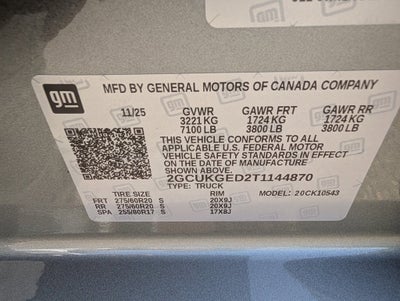 gm
MFD BY GENERAL MOTORS OF CANADA COMPANY
11/25 GVWR GAWR FRT GAWR RR
3221 KG 1724 KG 1724 KG
7100 LB 3800 LB 3800 LB
THIS VEHICLE CONFORMS TO ALL
APPLICABLE U.S. FEDERAL MOTOR
VEHICLE SAFETY AND THEFT PREVENTION
STANDARDS IN EFFECT ON THE DATE
OF MANUFACTURE SHOWN ABOVE.
2GCUKGED2T1144870
TYPE: TRUCK MODEL: 20CK10543
TIRE SIZE RIM
FRT 275/60R20 S 20X9J
RR 275/60R20 S 20X9J
SPA 255/80R17 S 17X8J